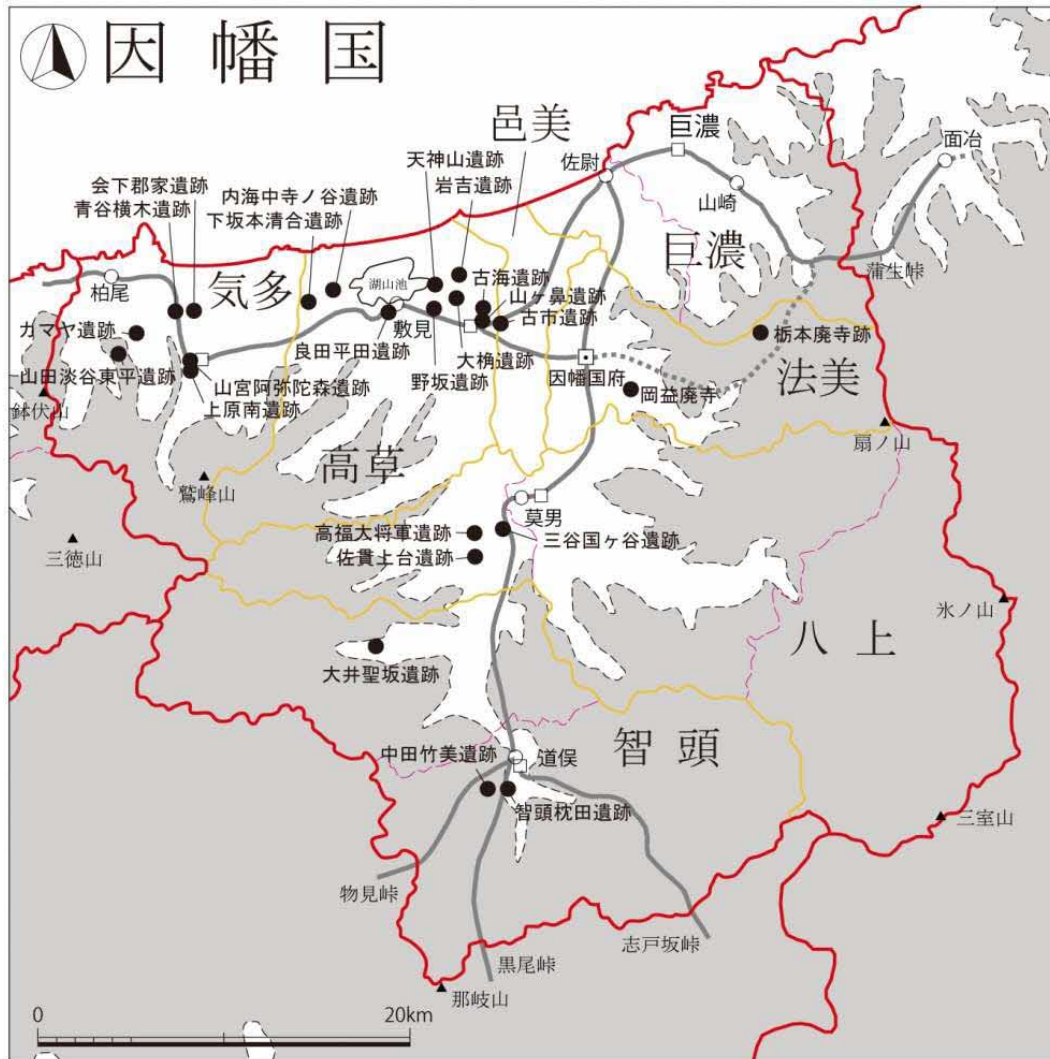 因幡国
邑美
巨濃
面治
天神山遺跡
岩吉遺跡
佐尉
会下郡家遺跡
青谷横木遺跡
内海中寺ノ谷遺跡
下坂本清合遺跡
山崎
巨濃
気多
湖山池
古海遺跡
山ヶ鼻遺跡
古市遺跡
蒲生峠
柏尾
カマヤ遺跡
敷見
栃本廃寺跡
良田平田遺跡
大桷遺跡
因幡国府
山田淡谷東平遺跡
山宮阿弥陀森遺跡
野坂遺跡
法美
上原南遺跡
岡益廃寺
鉢伏山
扇ノ山
高草
鷲峰山
莫男
高福大将軍遺跡
三谷国ヶ谷遺跡
三徳山
佐貫上台遺跡
氷ノ山
八上
大井聖坂遺跡
智頭
中田竹美遺跡
道俣
智頭枕田遺跡
三室山
物見峠
志戸坂峠
黒尾峠
那岐山
0
20km